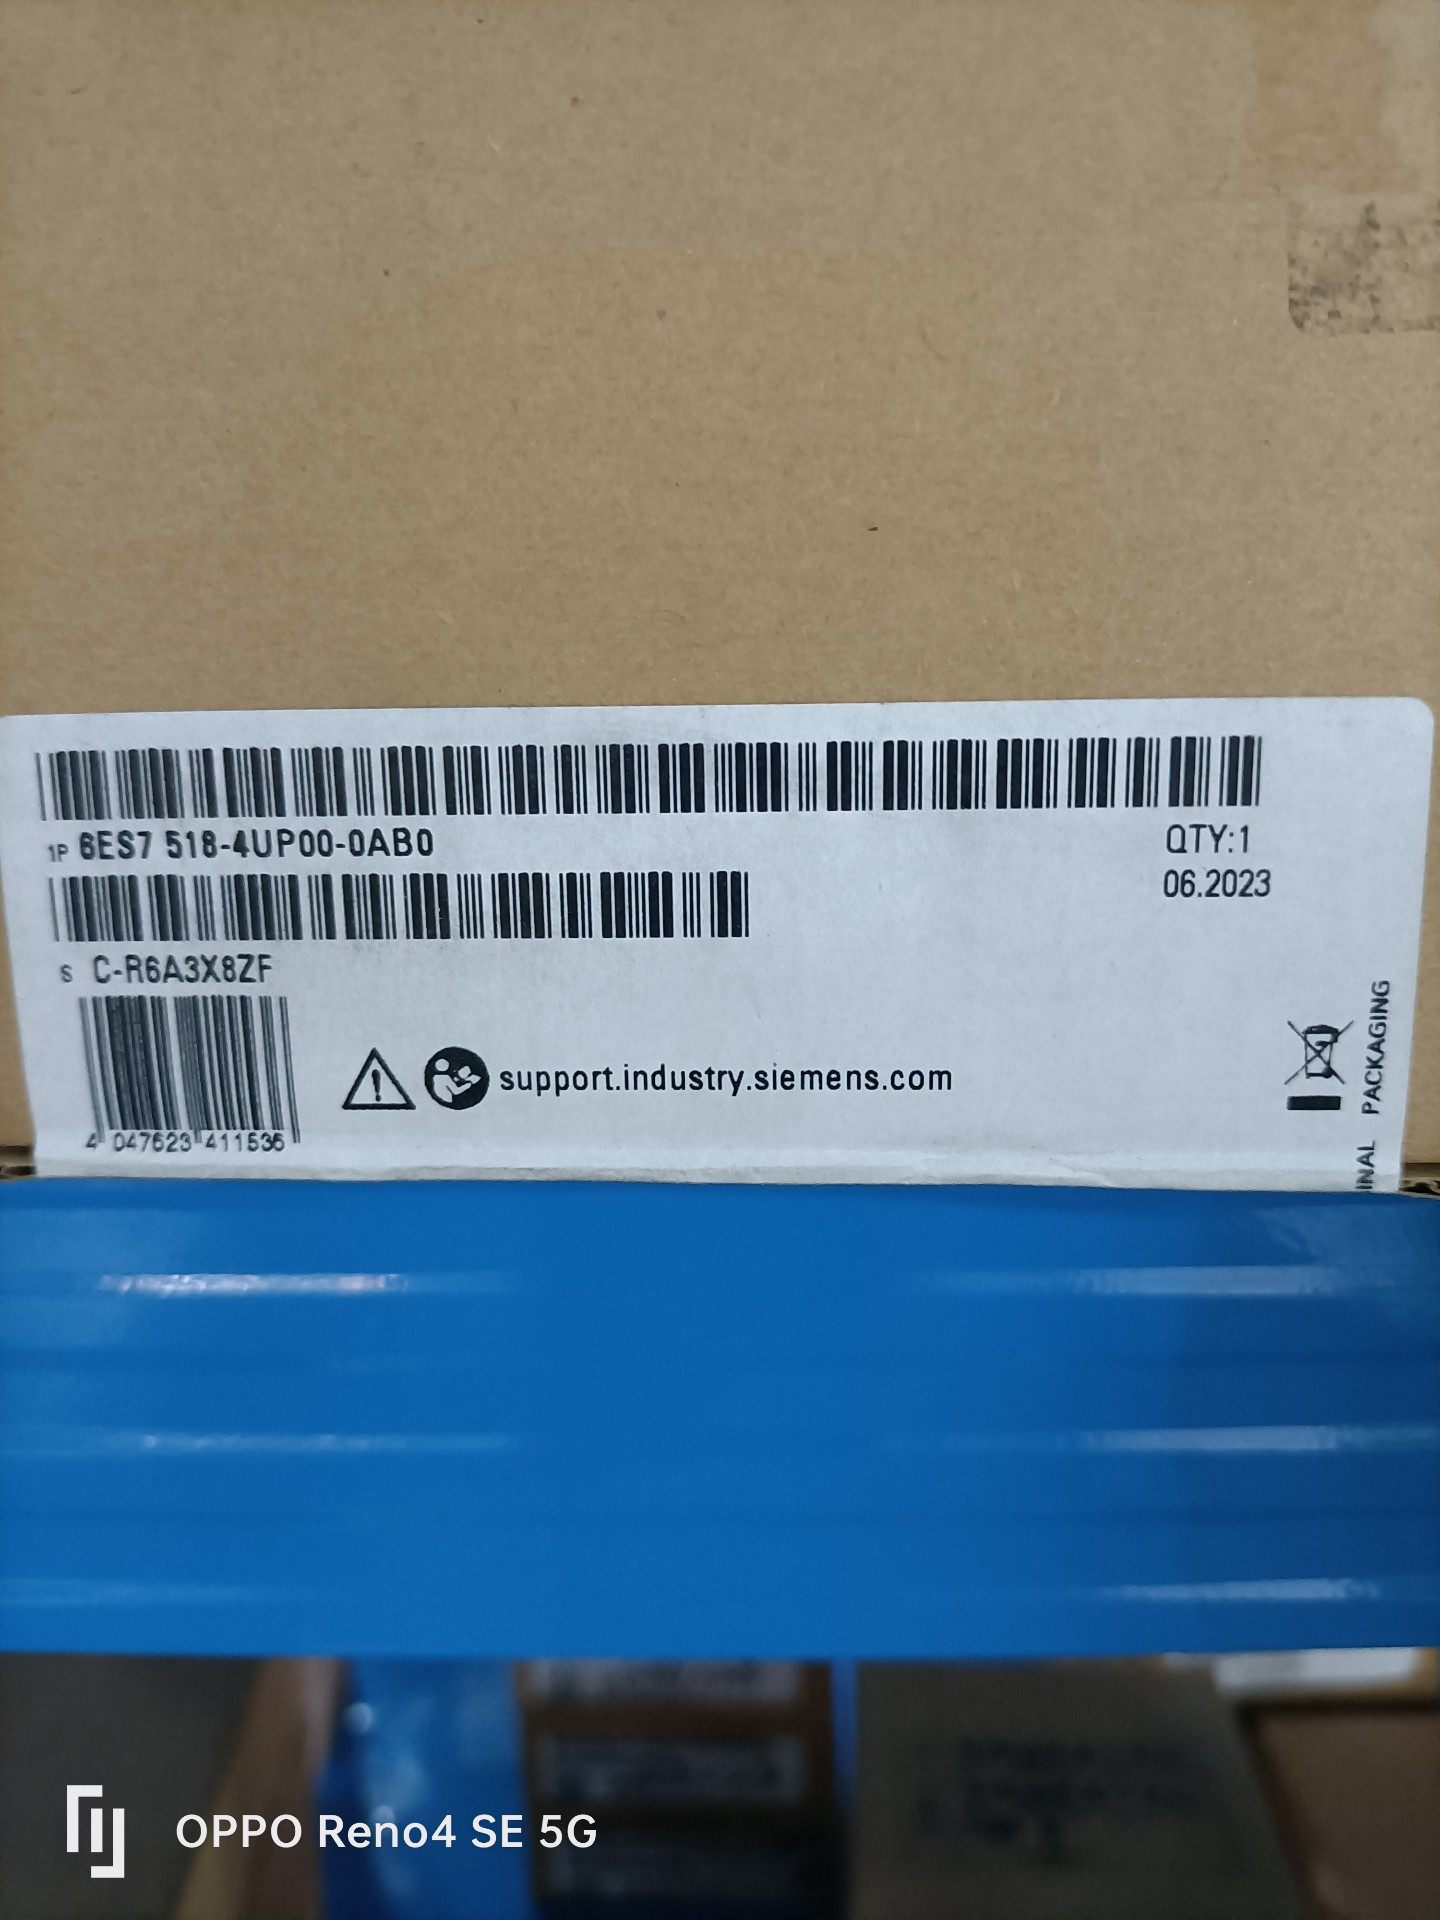 1P 6ES7 518-4UP00-0AB0
QTY:1
06.2023
S C-R6A3X8ZF
support.industry.siemens.com
4 047623 411536
INAL PACKAGING
OPPO Reno4 SE 5G